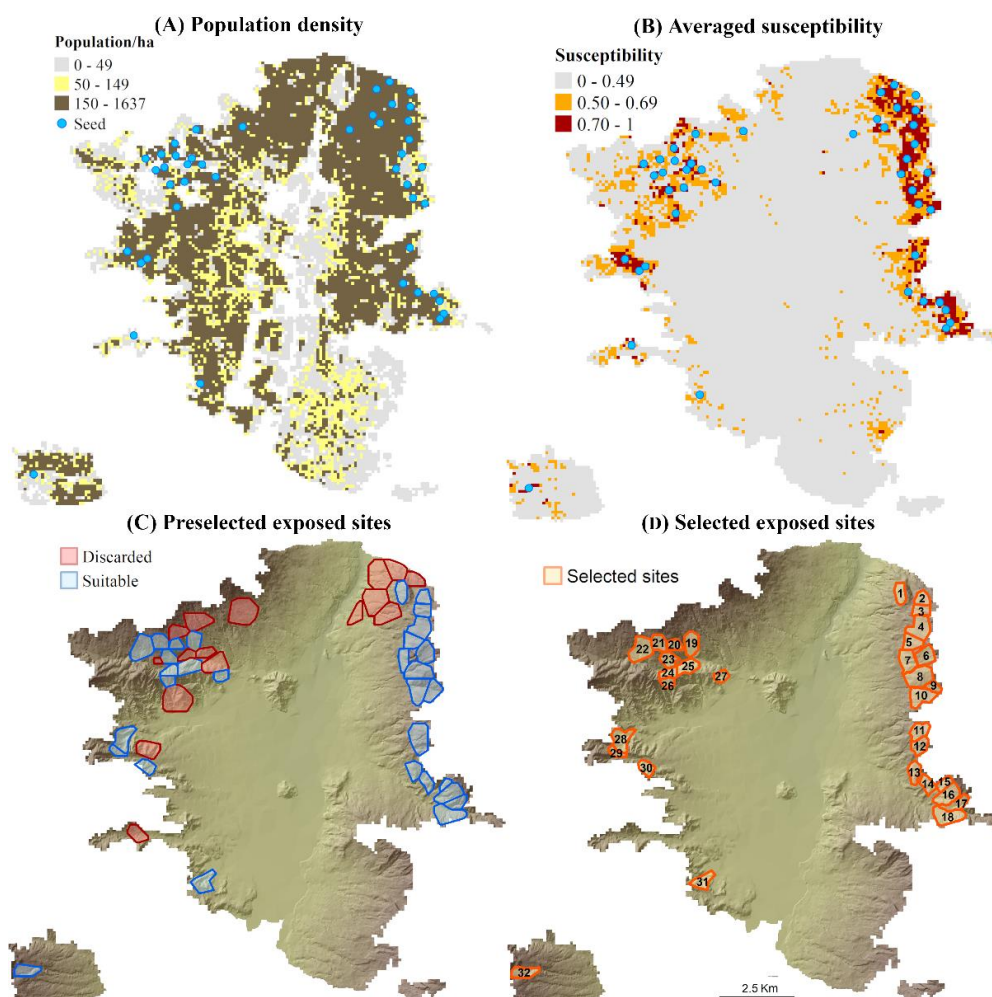 (A) Population density
Population/ha
0 - 49
50 - 149
150 - 1637
Seed
(B) Averaged susceptibility
Susceptibility
0 - 0.49
0.50 - 0.69
0.70 - 1
(C) Preselected exposed sites
Discarded
Suitable
(D) Selected exposed sites
Selected sites
1
2
3
4
5
6
7
8
9
10
11
12
13
14
15
16
17
18
19
20
21
22
23
24
25
26
27
28
29
30
31
32
2.5 Km